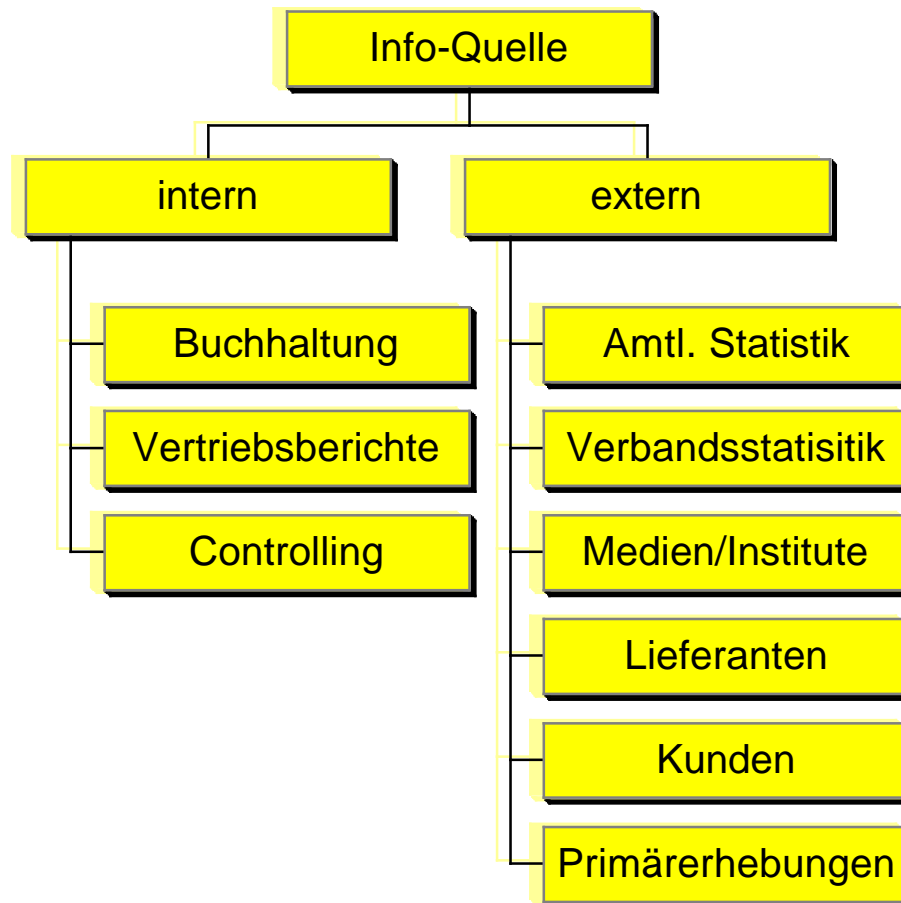 Info-Quelle
intern
extern
Buchhaltung
Vertriebsberichte
Controlling
Amtl. Statistik
Verbandsstatisitik
Medien/Institute
Lieferanten
Kunden
Primärerhebungen